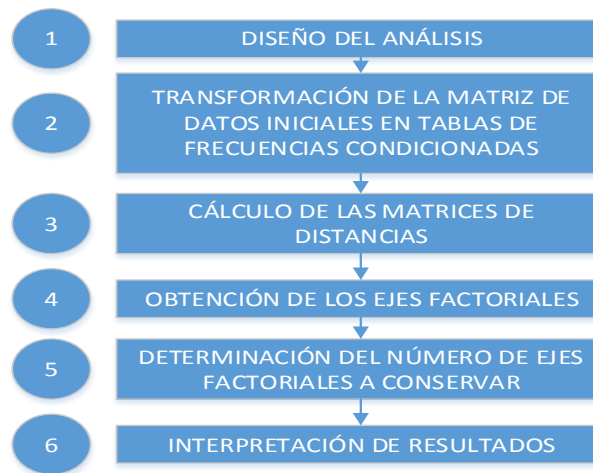 1
DISEÑO DEL ANÁLISIS
2
TRANSFORMACIÓN DE LA MATRIZ DE
DATOS INICIALES EN TABLAS DE
FRECUENCIAS CONDICIONADAS
3
CÁLCULO DE LAS MATRICES DE
DISTANCIAS
4
OBTENCIÓN DE LOS EJES FACTORIALES
5
DETERMINACIÓN DEL NÚMERO DE EJES
FACTORIALES A CONSERVAR
6
INTERPRETACIÓN DE RESULTADOS